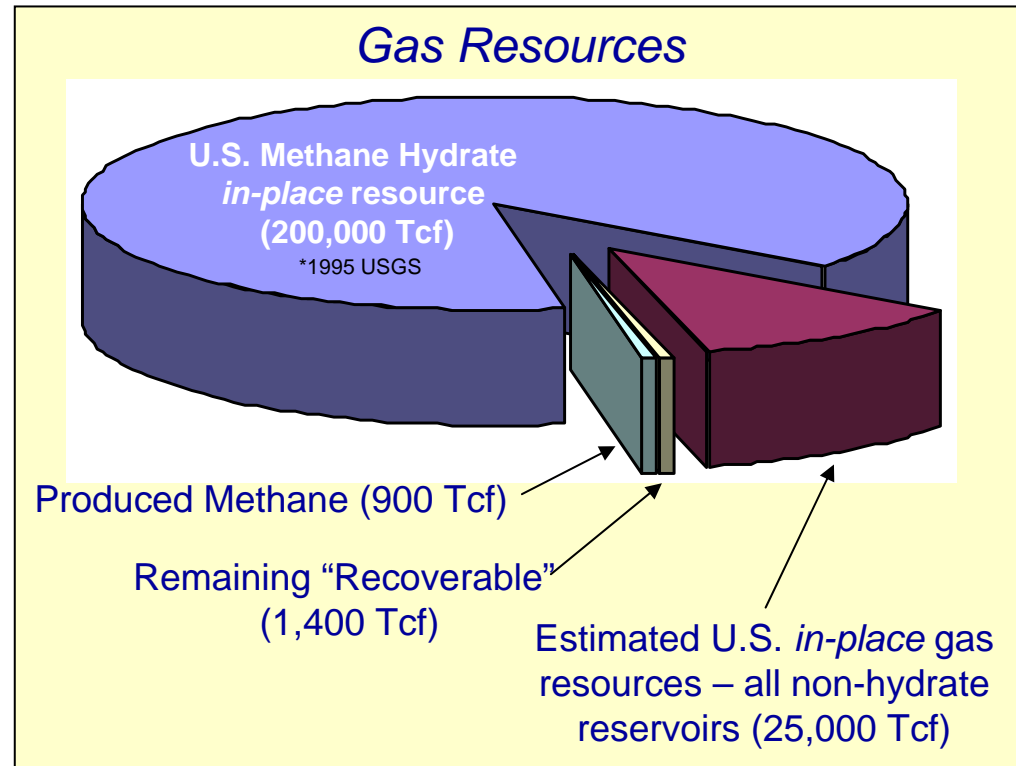 Gas Resources
U.S. Methane Hydrate
in-place resource
(200,000 Tcf)
*1995 USGS
Produced Methane (900 Tcf)
Remaining “Recoverable”
(1,400 Tcf)
Estimated U.S. in-place gas
resources – all non-hydrate
reservoirs (25,000 Tcf)